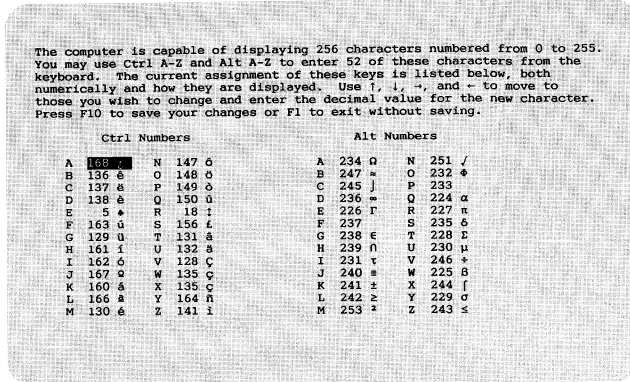 The computer is capable of displaying 256 characters numbered from 0 to 255.
You may use Ctrl A-Z and Alt A-Z to enter 52 of these characters from the
keyboard. The current assignment of these keys is listed below, both
numerically and how they are displayed. Use ↑, ↓, →, and ← to move to
those you wish to change and enter the decimal value for the new character.
Press F10 to save your changes or F1 to exit without saving.
Ctrl Numbers Alt Numbers
A 168 ¿ N 147 ô A 234 Ω N 251 √
B 136 ê O 148 ö B 247 ≈ O 232 Φ
C 137 ë P 149 ò C 245 ⌡ P 233
D 138 è Q 150 û D 236 ∞ Q 224 α
E 5 ♣ R 18 ↕ E 226 Γ R 227 π
F 163 ú S 156 £ F 237 S 235 δ
G 129 ü T 131 â G 238 ∈ T 228 Σ
H 161 í U 132 ä H 239 ∩ U 230 µ
I 162 ó V 128 Ç I 231 τ V 246 ÷
J 167 º W 135 ç J 240 ≡ W 225 ß
K 160 á X 135 ç K 241 ± X 244 ⌠
L 166 ª Y 164 ñ L 242 ≥ Y 229 σ
M 130 é Z 141 ì M 253 ² Z 243 ≤